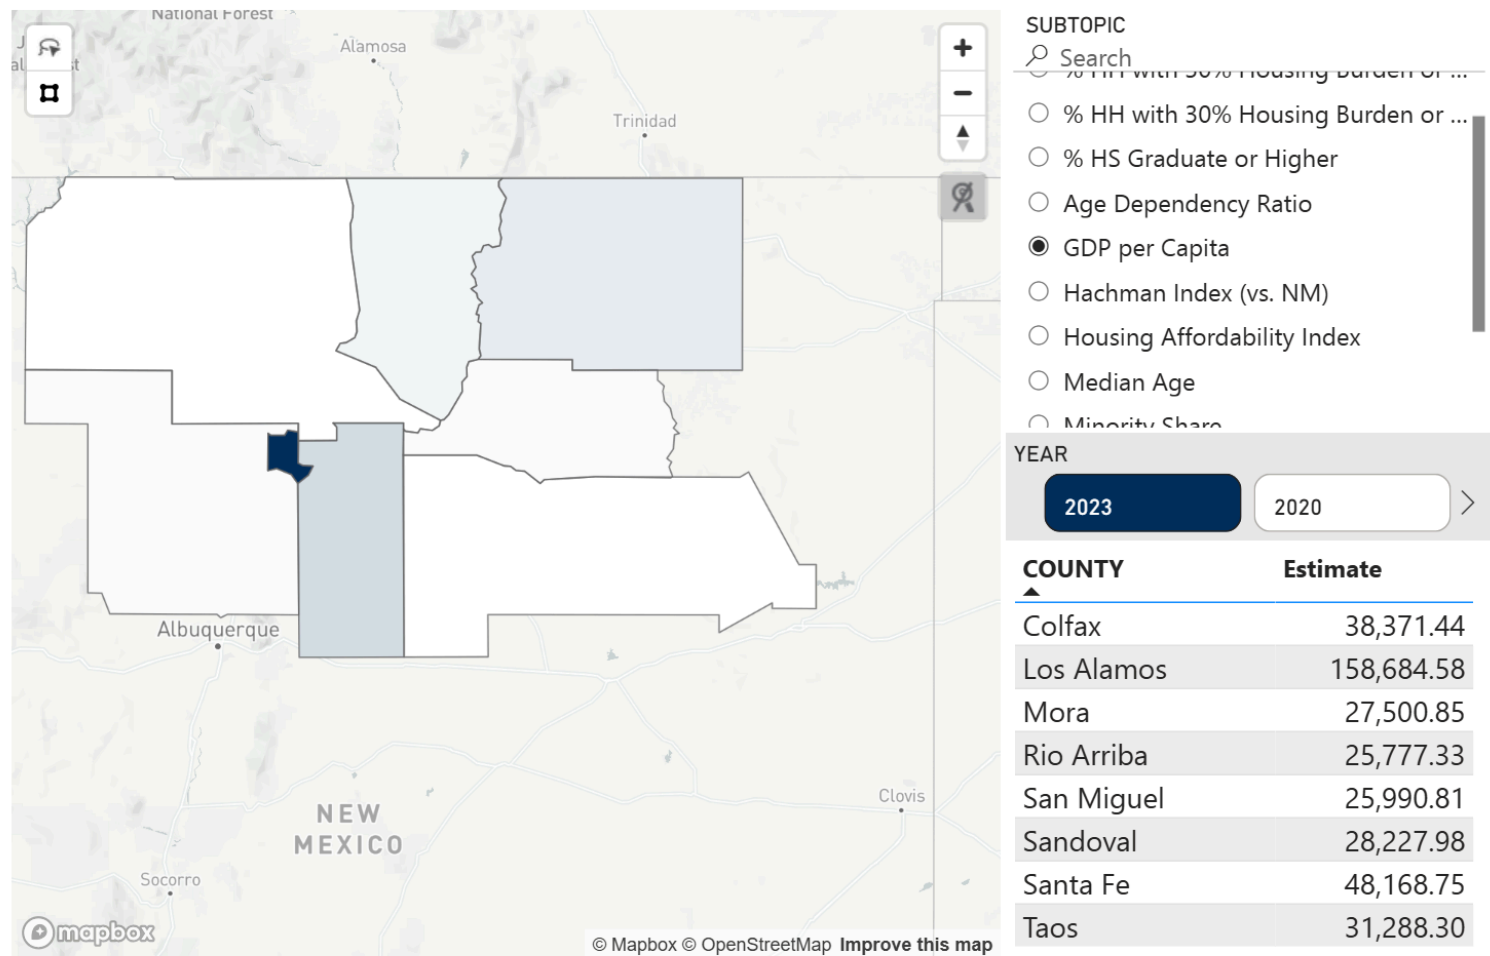 National Forest
Alamosa
Trinidad
Albuquerque
NEW
MEXICO
Clovis
Socorro
mapbox
© Mapbox © OpenStreetMap Improve this map
SUBTOPIC
Search
% HH with 30% Housing Burden or ...
% HS Graduate or Higher
Age Dependency Ratio
GDP per Capita
Hachman Index (vs. NM)
Housing Affordability Index
Median Age
Minority Share
YEAR
2023 2020
COUNTY Estimate
Colfax 38,371.44
Los Alamos 158,684.58
Mora 27,500.85
Rio Arriba 25,777.33
San Miguel 25,990.81
Sandoval 28,227.98
Santa Fe 48,168.75
Taos 31,288.30